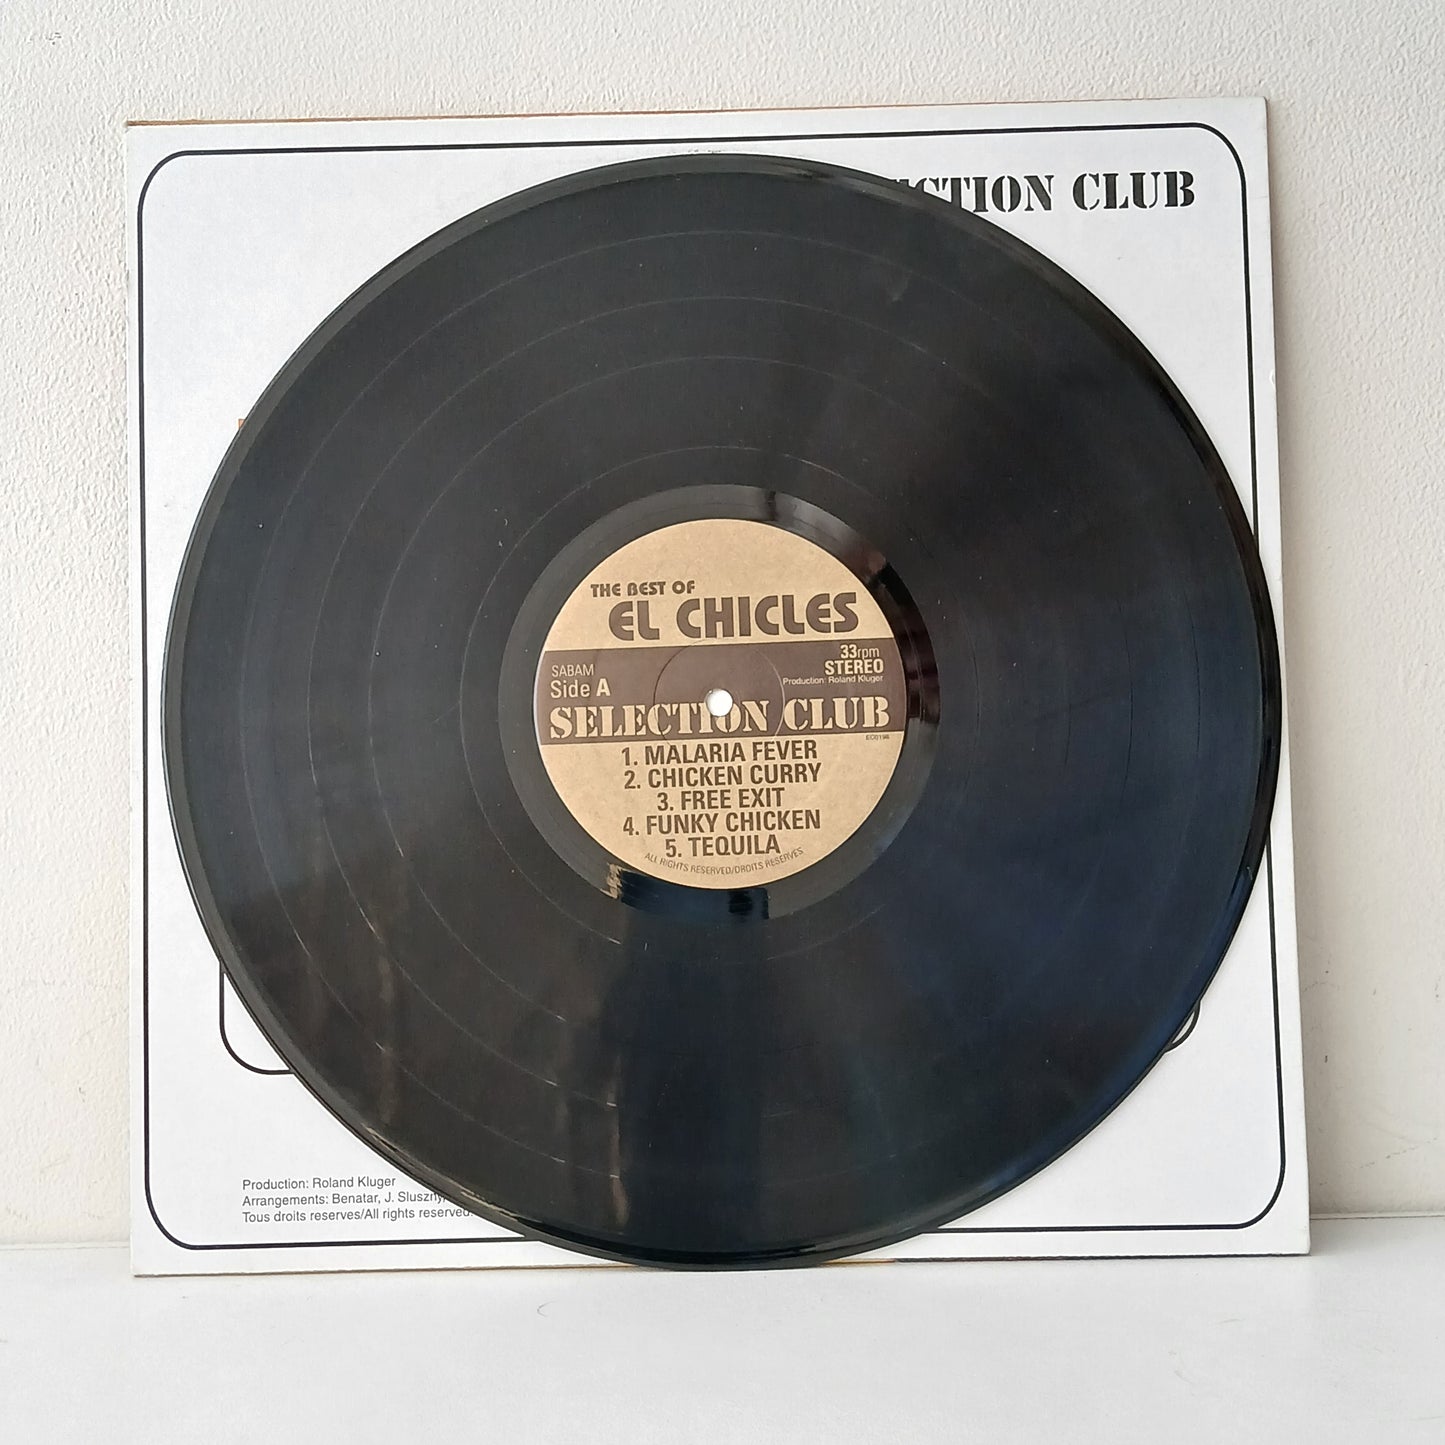 CTION CLUB
THE BEST OF
EL CHICLES
SABAM
Side A
33rpm
STEREO
Production: Roland Kluger
SELECTION CLUB
EC0196
1. MALARIA FEVER
2. CHICKEN CURRY
3. FREE EXIT
4. FUNKY CHICKEN
5. TEQUILA
ALL RIGHTS RESERVED/DROITS RESERVES
Production: Roland Kluger
Arrangements: Benatar, J. Sluszny,
Tous droits reserves/All rights reserved.